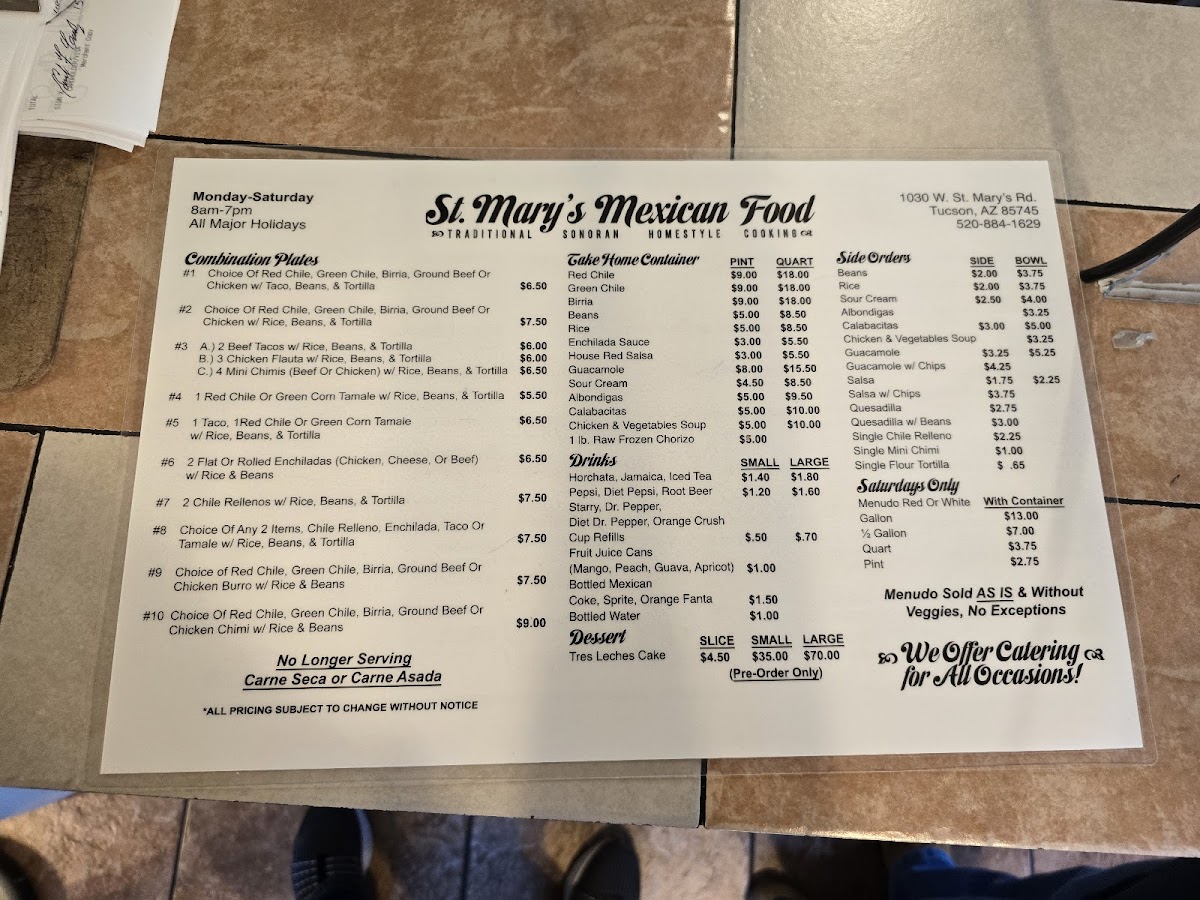 TOTAL
Merchant Copy
Monday-Saturday
8am-7pm
All Major Holidays
St. Mary's Mexican Food
TRADITIONAL SONORAN HOMESTYLE COOKING
1030 W. St. Mary's Rd.
Tucson, AZ 85745
520-884-1629
Combination Plates
#1 Choice Of Red Chile, Green Chile, Birria, Ground Beef Or
Chicken w/ Taco, Beans, & Tortilla $6.50
#2 Choice Of Red Chile, Green Chile, Birria, Ground Beef Or
Chicken w/ Rice, Beans, & Tortilla $7.50
#3 A.) 2 Beef Tacos w/ Rice, Beans, & Tortilla $6.00
B.) 3 Chicken Flauta w/ Rice, Beans, & Tortilla $6.00
C.) 4 Mini Chimis (Beef Or Chicken) w/ Rice, Beans, & Tortilla $6.50
#4 1 Red Chile Or Green Corn Tamale w/ Rice, Beans, & Tortilla $5.50
#5 1 Taco, 1Red Chile Or Green Corn Tamale $6.50
w/ Rice, Beans, & Tortilla
#6 2 Flat Or Rolled Enchiladas (Chicken, Cheese, Or Beef) $6.50
w/ Rice & Beans
#7 2 Chile Rellenos w/ Rice, Beans, & Tortilla $7.50
#8 Choice Of Any 2 Items, Chile Relleno, Enchilada, Taco Or
Tamale w/ Rice, Beans, & Tortilla $7.50
#9 Choice of Red Chile, Green Chile, Birria, Ground Beef Or
Chicken Burro w/ Rice & Beans $7.50
#10 Choice Of Red Chile, Green Chile, Birria, Ground Beef Or
Chicken Chimi w/ Rice & Beans $9.00
No Longer Serving
Carne Seca or Carne Asada
*ALL PRICING SUBJECT TO CHANGE WITHOUT NOTICE
Take Home Container PINT QUART
Red Chile $9.00 $18.00
Green Chile $9.00 $18.00
Birria $9.00 $18.00
Beans $5.00 $8.50
Rice $5.00 $8.50
Enchilada Sauce $3.00 $5.50
House Red Salsa $3.00 $5.50
Guacamole $8.00 $15.50
Sour Cream $4.50 $8.50
Albondigas $5.00 $9.50
Calabacitas $5.00 $10.00
Chicken & Vegetables Soup $5.00 $10.00
1 lb. Raw Frozen Chorizo $5.00
Drinks SMALL LARGE
Horchata, Jamaica, Iced Tea $1.40 $1.80
Pepsi, Diet Pepsi, Root Beer $1.20 $1.60
Starry, Dr. Pepper,
Diet Dr. Pepper, Orange Crush
Cup Refills $.50 $.70
Fruit Juice Cans
(Mango, Peach, Guava, Apricot) $1.00
Bottled Mexican
Coke, Sprite, Orange Fanta $1.50
Bottled Water $1.00
Dessert SLICE SMALL LARGE
Tres Leches Cake $4.50 $35.00 $70.00
(Pre-Order Only)
Side Orders SIDE BOWL
Beans $2.00 $3.75
Rice $2.00 $3.75
Sour Cream $2.50 $4.00
Albondigas $3.25
Calabacitas $3.00 $5.00
Chicken & Vegetables Soup $3.25
Guacamole $3.25 $5.25
Guacamole w/ Chips $4.25
Salsa $1.75 $2.25
Salsa w/ Chips $3.75
Quesadilla $2.75
Quesadilla w/ Beans $3.00
Single Chile Relleno $2.25
Single Mini Chimi $1.00
Single Flour Tortilla $ .65
Saturdays Only
Menudo Red Or White With Container
Gallon $13.00
½ Gallon $7.00
Quart $3.75
Pint $2.75
Menudo Sold AS IS & Without
Veggies, No Exceptions
We Offer Catering
for All Occasions!